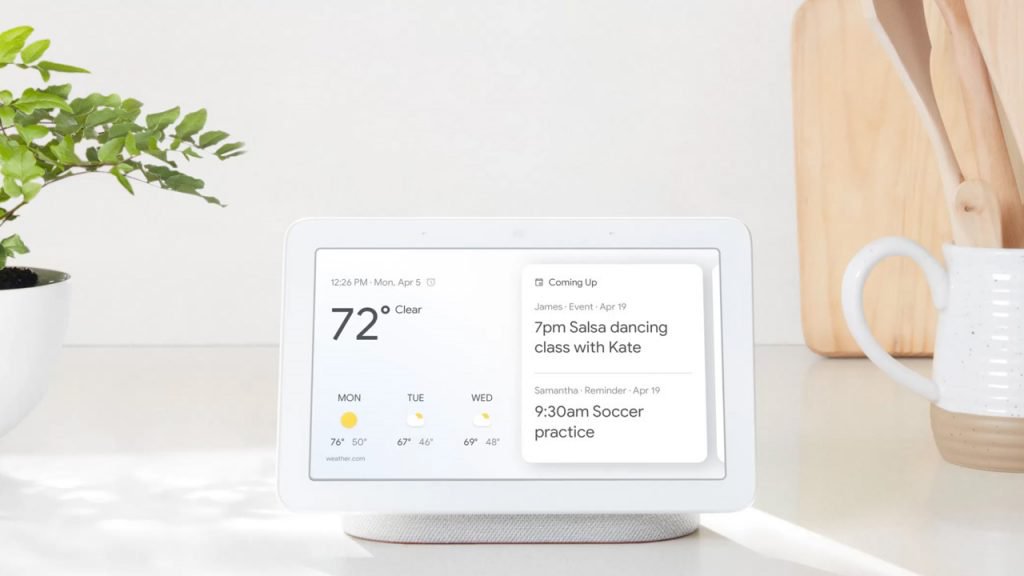 12:26 PM · Mon, Apr 5
72° Clear
MON TUE WED
76° 50° 67° 46° 69° 48°
weather.com
Coming Up
James · Event · Apr 19
7pm Salsa dancing
class with Kate
Samantha · Reminder · Apr 19
9:30am Soccer
practice